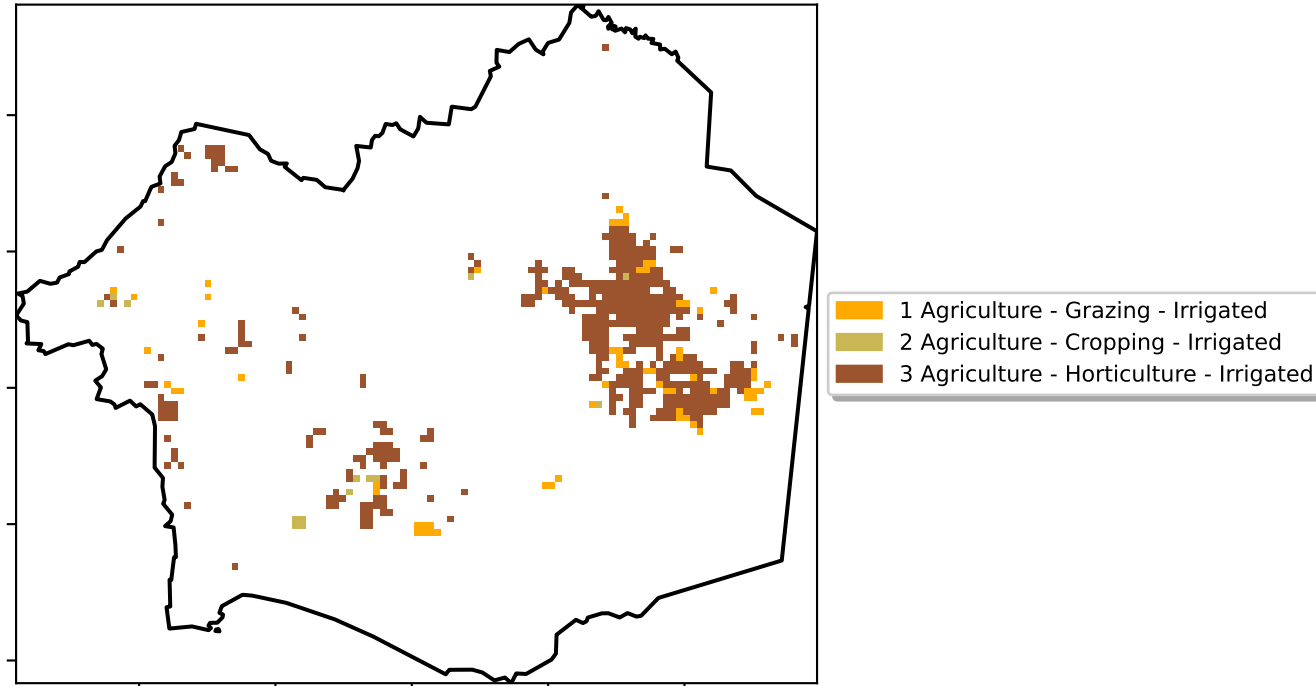 1 Agriculture - Grazing - Irrigated
2 Agriculture - Cropping - Irrigated
3 Agriculture - Horticulture - Irrigated